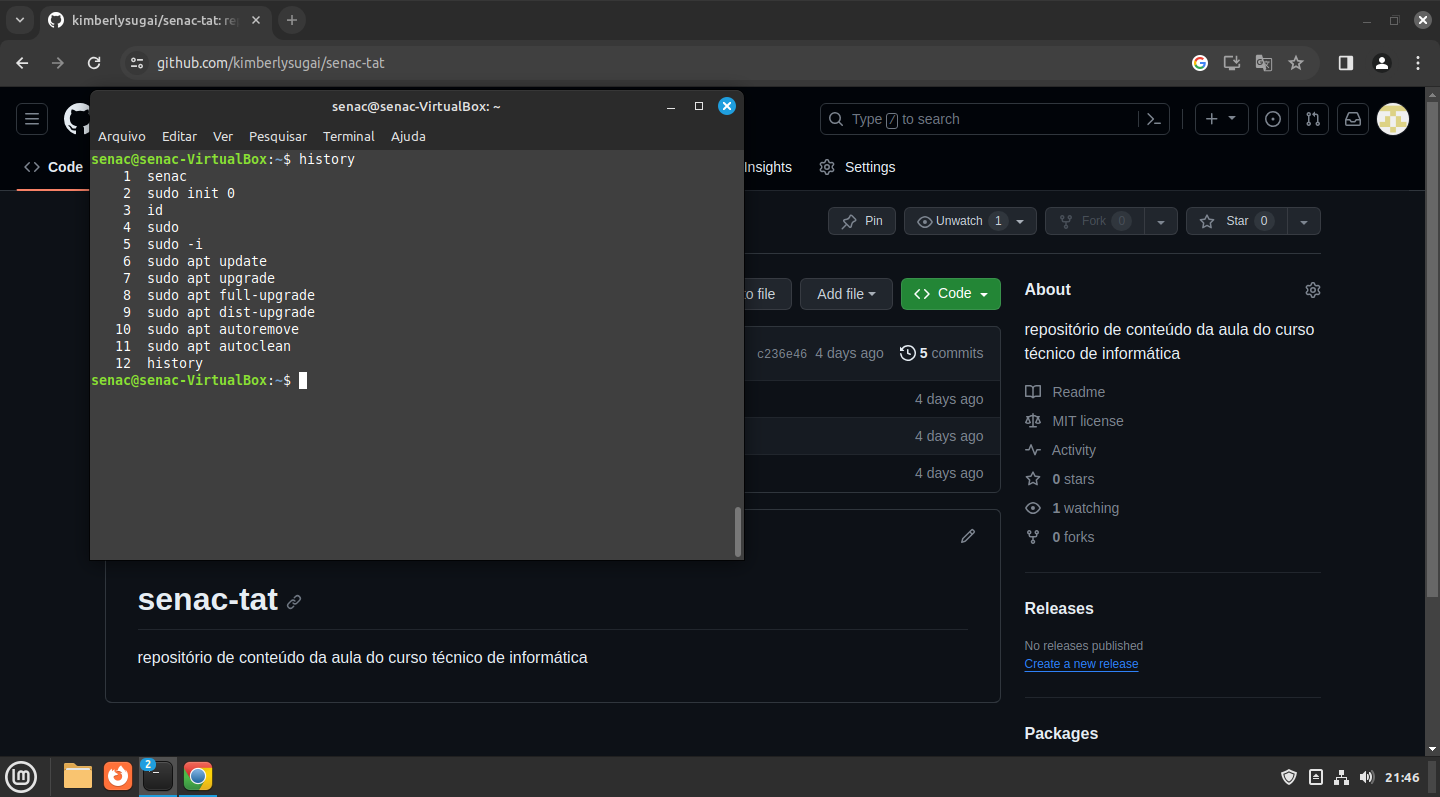 kimberlysugai/senac-tat: re
github.com/kimberlysugai/senac-tat
senac@senac-VirtualBox: ~
Arquivo Editar Ver Pesquisar Terminal Ajuda
senac@senac-VirtualBox:~$ history
1 senac
2 sudo init 0
3 id
4 sudo
5 sudo -i
6 sudo apt update
7 sudo apt upgrade
8 sudo apt full-upgrade
9 sudo apt dist-upgrade
10 sudo apt autoremove
11 sudo apt autoclean
12 history
senac@senac-VirtualBox:~$
Type / to search
Code
Insights
Settings
Pin
Unwatch 1
Fork 0
Star 0
to file
Add file
Code
c236e46 4 days ago 5 commits
4 days ago
4 days ago
4 days ago
senac-tat
repositório de conteúdo da aula do curso técnico de informática
About
repositório de conteúdo da aula do curso
técnico de informática
Readme
MIT license
Activity
0 stars
1 watching
0 forks
Releases
No releases published
Create a new release
Packages
2
21:46